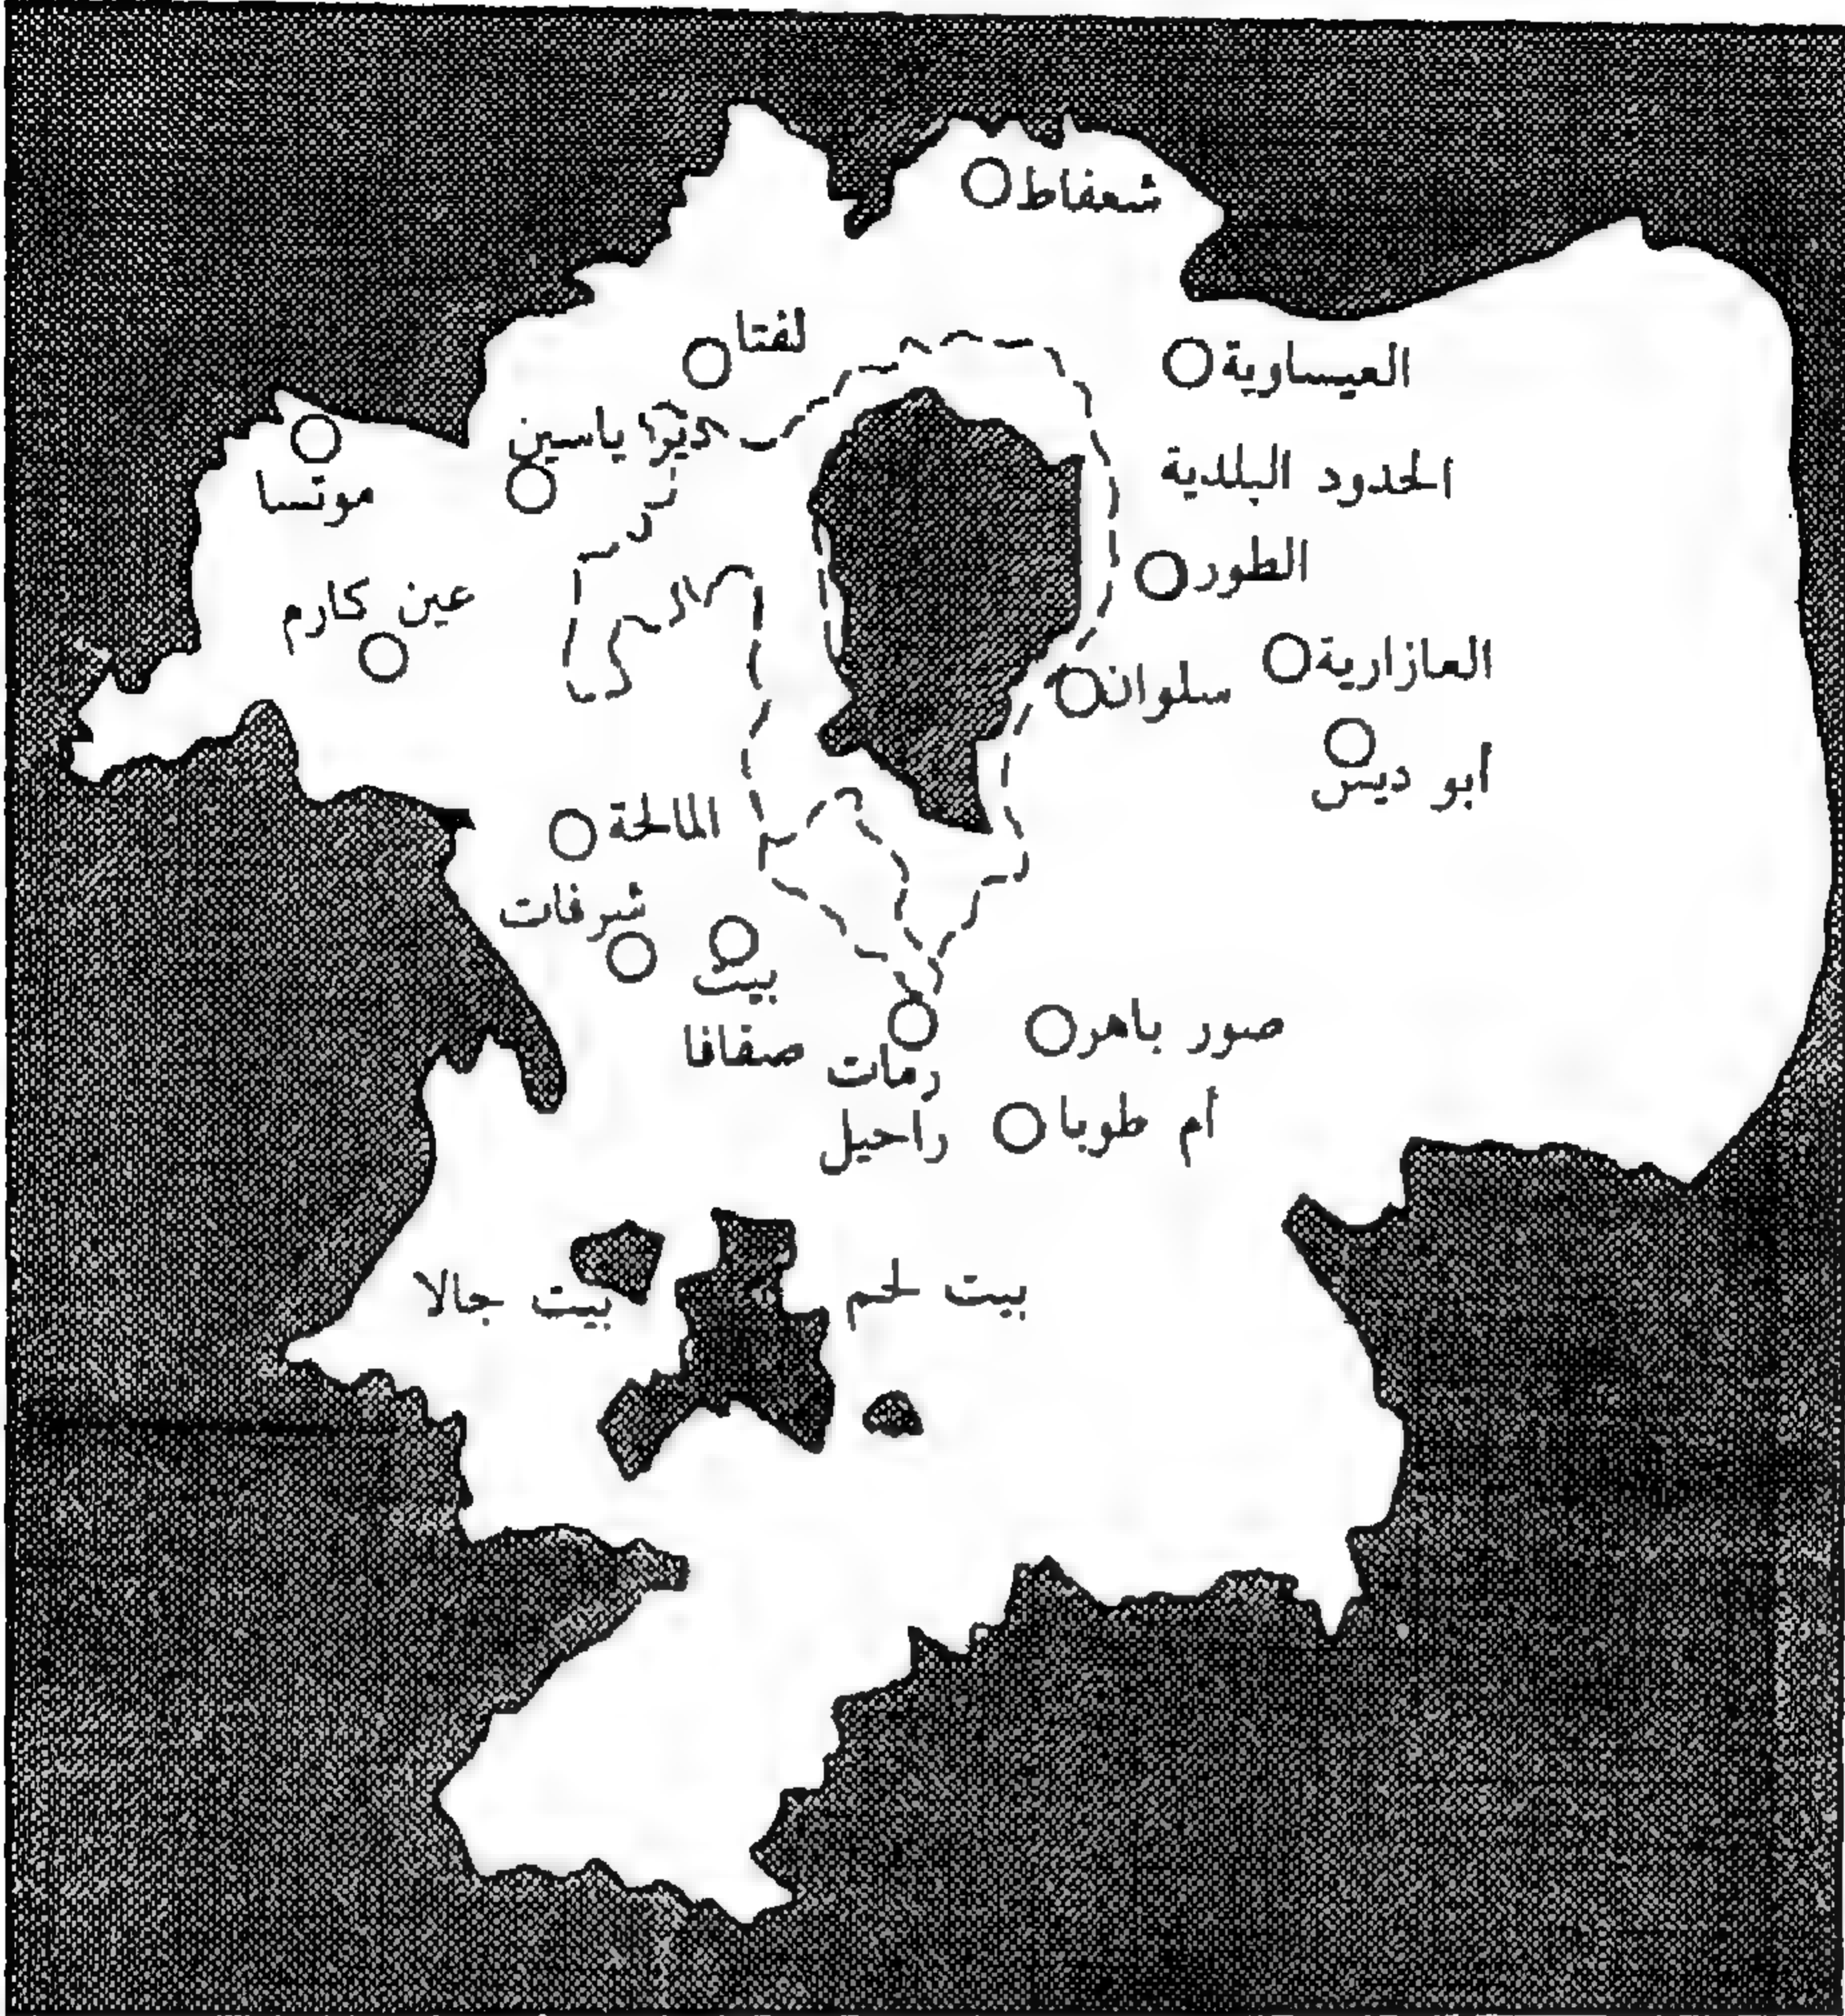 شعفاط
لفتا
العيساوية
دير ياسين
الحدود البلدية
موتسا
الطور
عين كارم
العازارية
سلوان
أبو ديس
المالحة
شرفات
بيت
صفافا
صور باهر
رمات
راحيل
أم طوبا
بيت لحم
بيت جالا